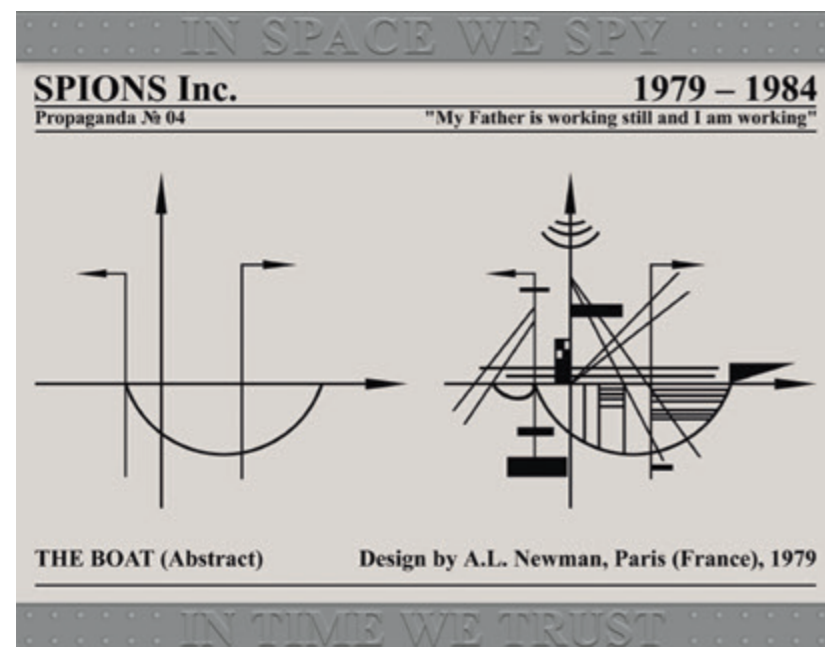 IN SPACE WE SPY
SPIONS Inc. 1979 – 1984
Propaganda № 04 "My Father is working still and I am working"
THE BOAT (Abstract) Design by A.L. Newman, Paris (France), 1979
IN TIME WE TRUST